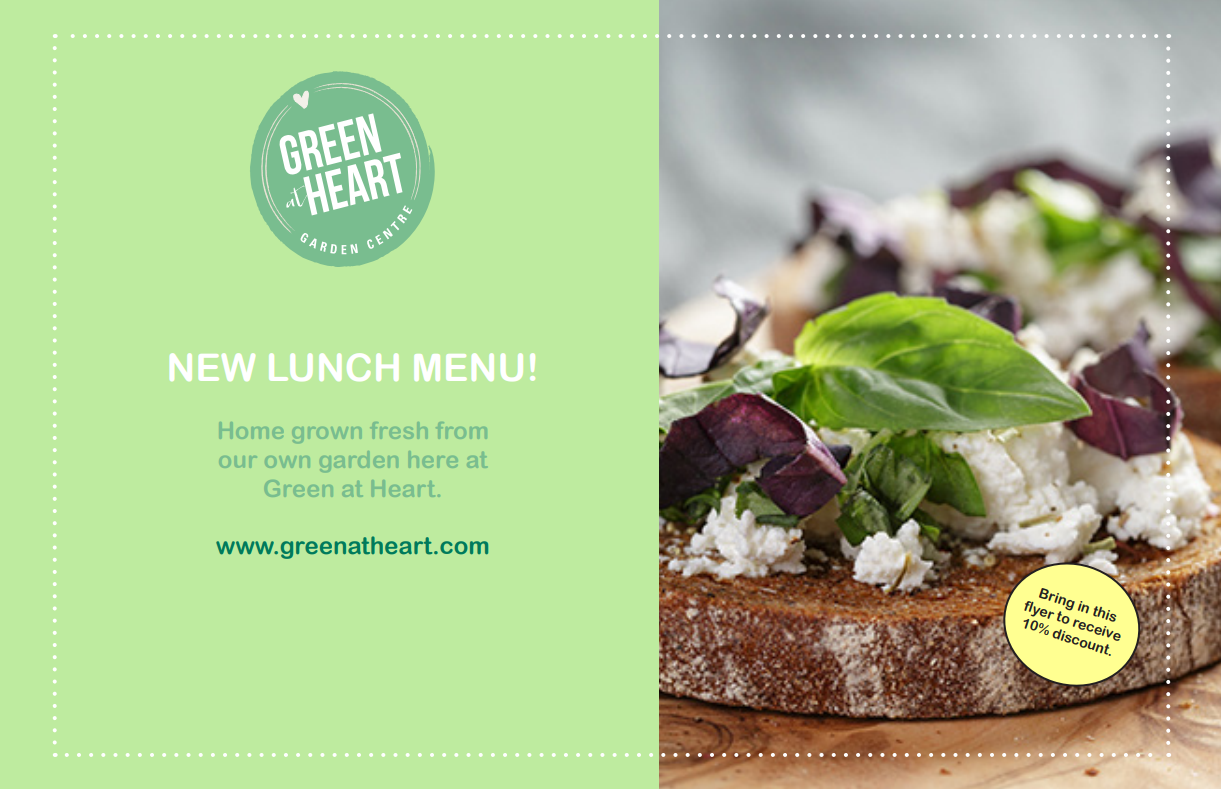 GREEN
at HEART
GARDEN CENTRE
NEW LUNCH MENU!
Home grown fresh from
our own garden here at
Green at Heart.
www.greenatheart.com
Bring in this
flyer to receive
10% discount.